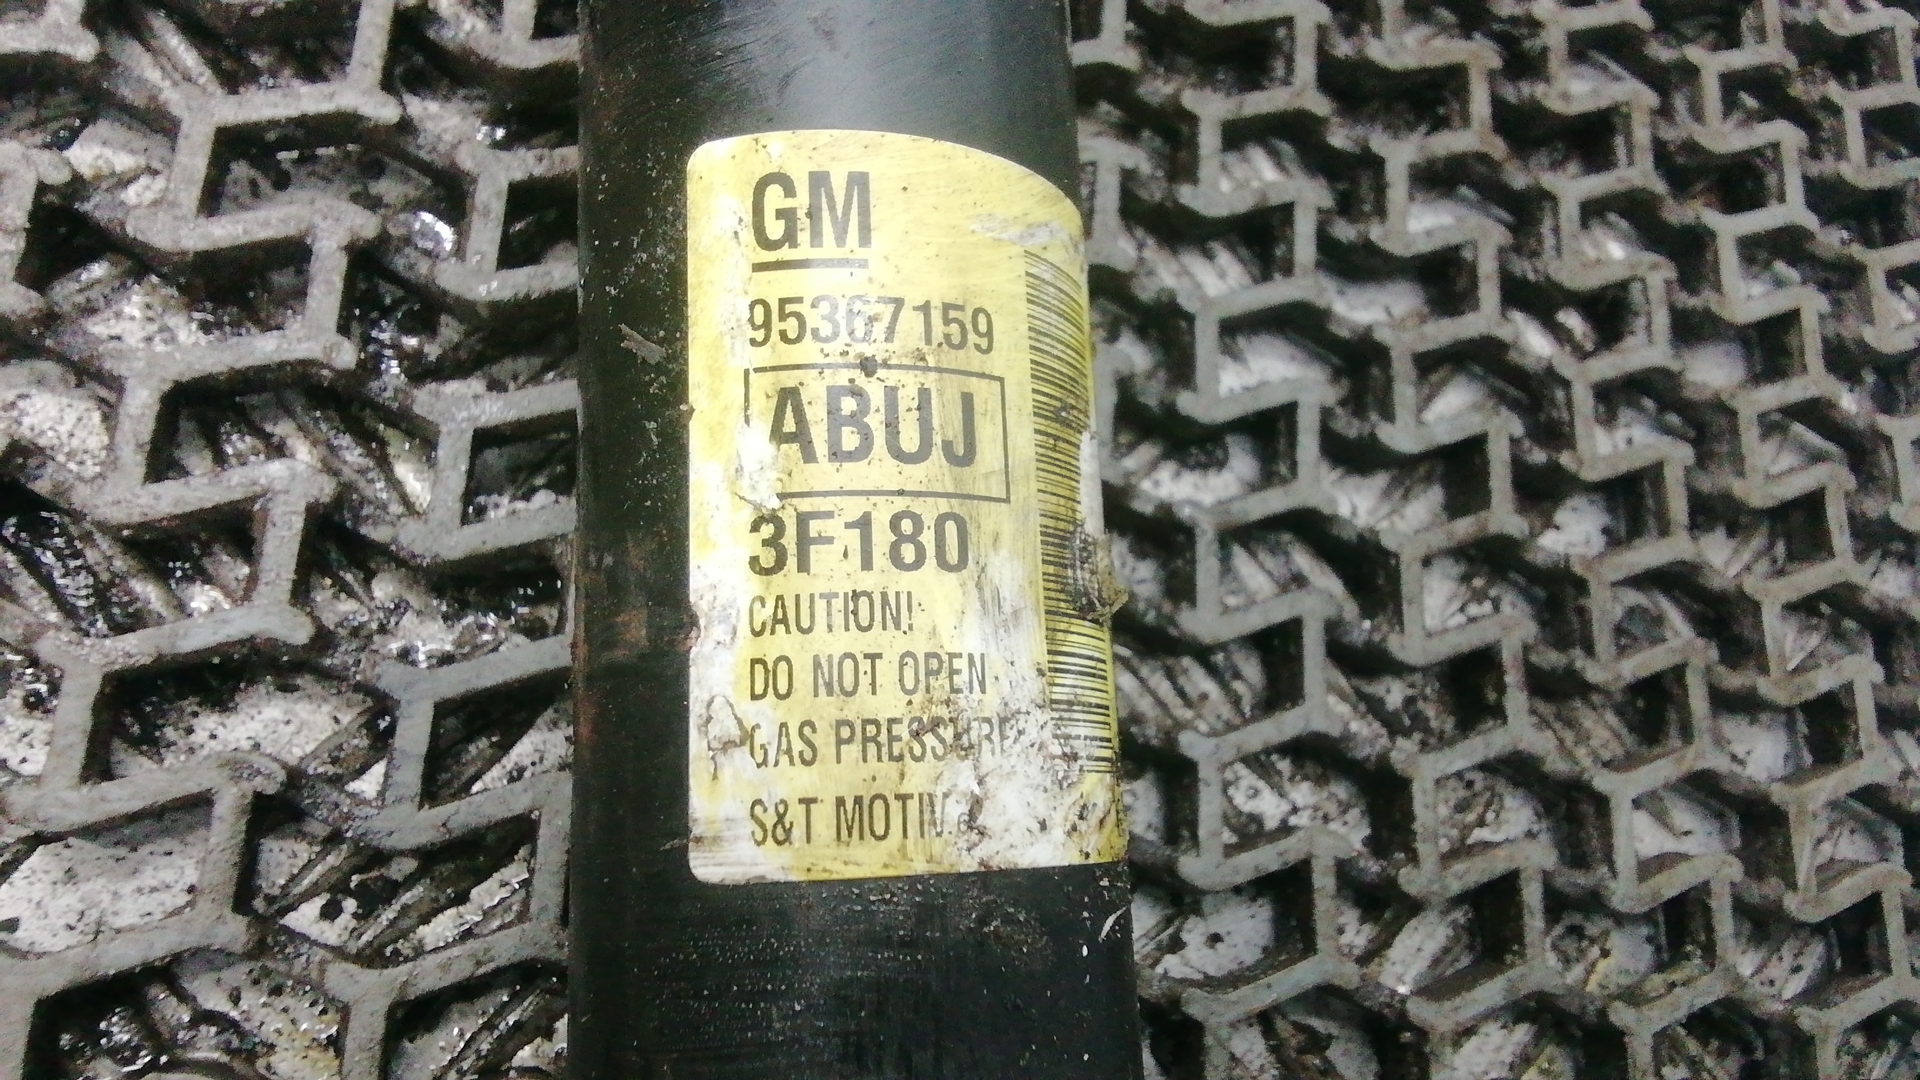 GM
95367159
ABUJ
3F180
CAUTION!
DO NOT OPEN
GAS PRESSURE
S&T MOTIV